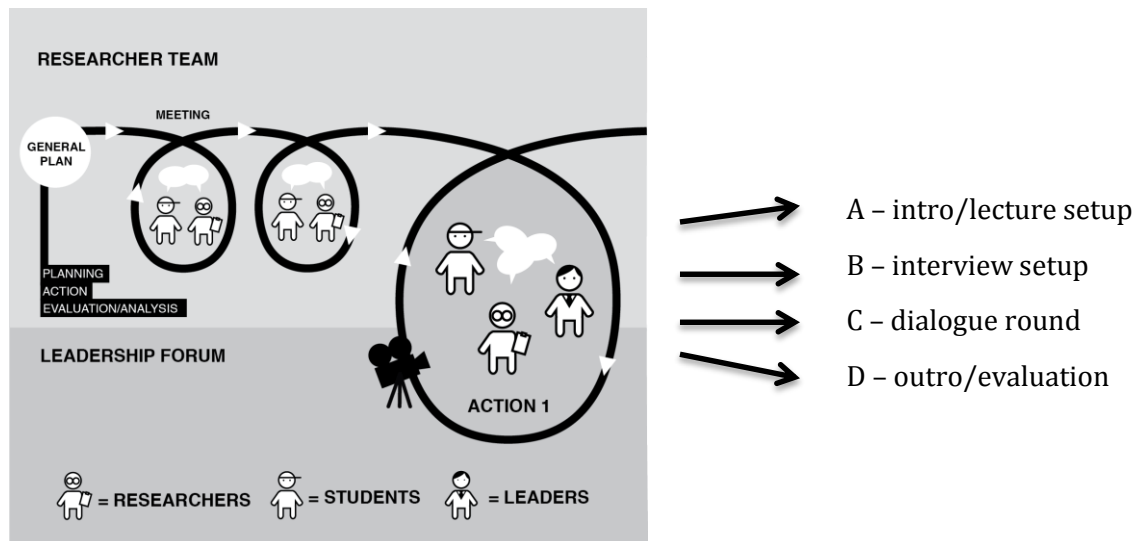 RESEARCHER TEAM
MEETING
GENERAL
PLAN
PLANNING
ACTION
EVALUATION/ANALYSIS
LEADERSHIP FORUM
ACTION 1
= RESEARCHERS
= STUDENTS
= LEADERS
A – intro/lecture setup
B – interview setup
C – dialogue round
D – outro/evaluation